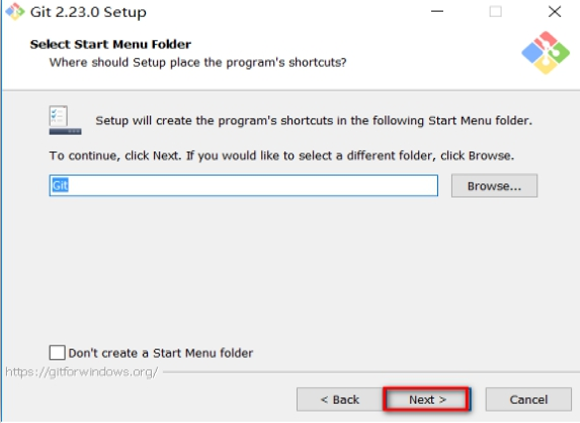 Git 2.23.0 Setup
Select Start Menu Folder
Where should Setup place the program's shortcuts?
Setup will create the program's shortcuts in the following Start Menu folder.
To continue, click Next. If you would like to select a different folder, click Browse.
Git
Browse...
Don't create a Start Menu folder
https://gitforwindows.org/
< Back
Next >
Cancel